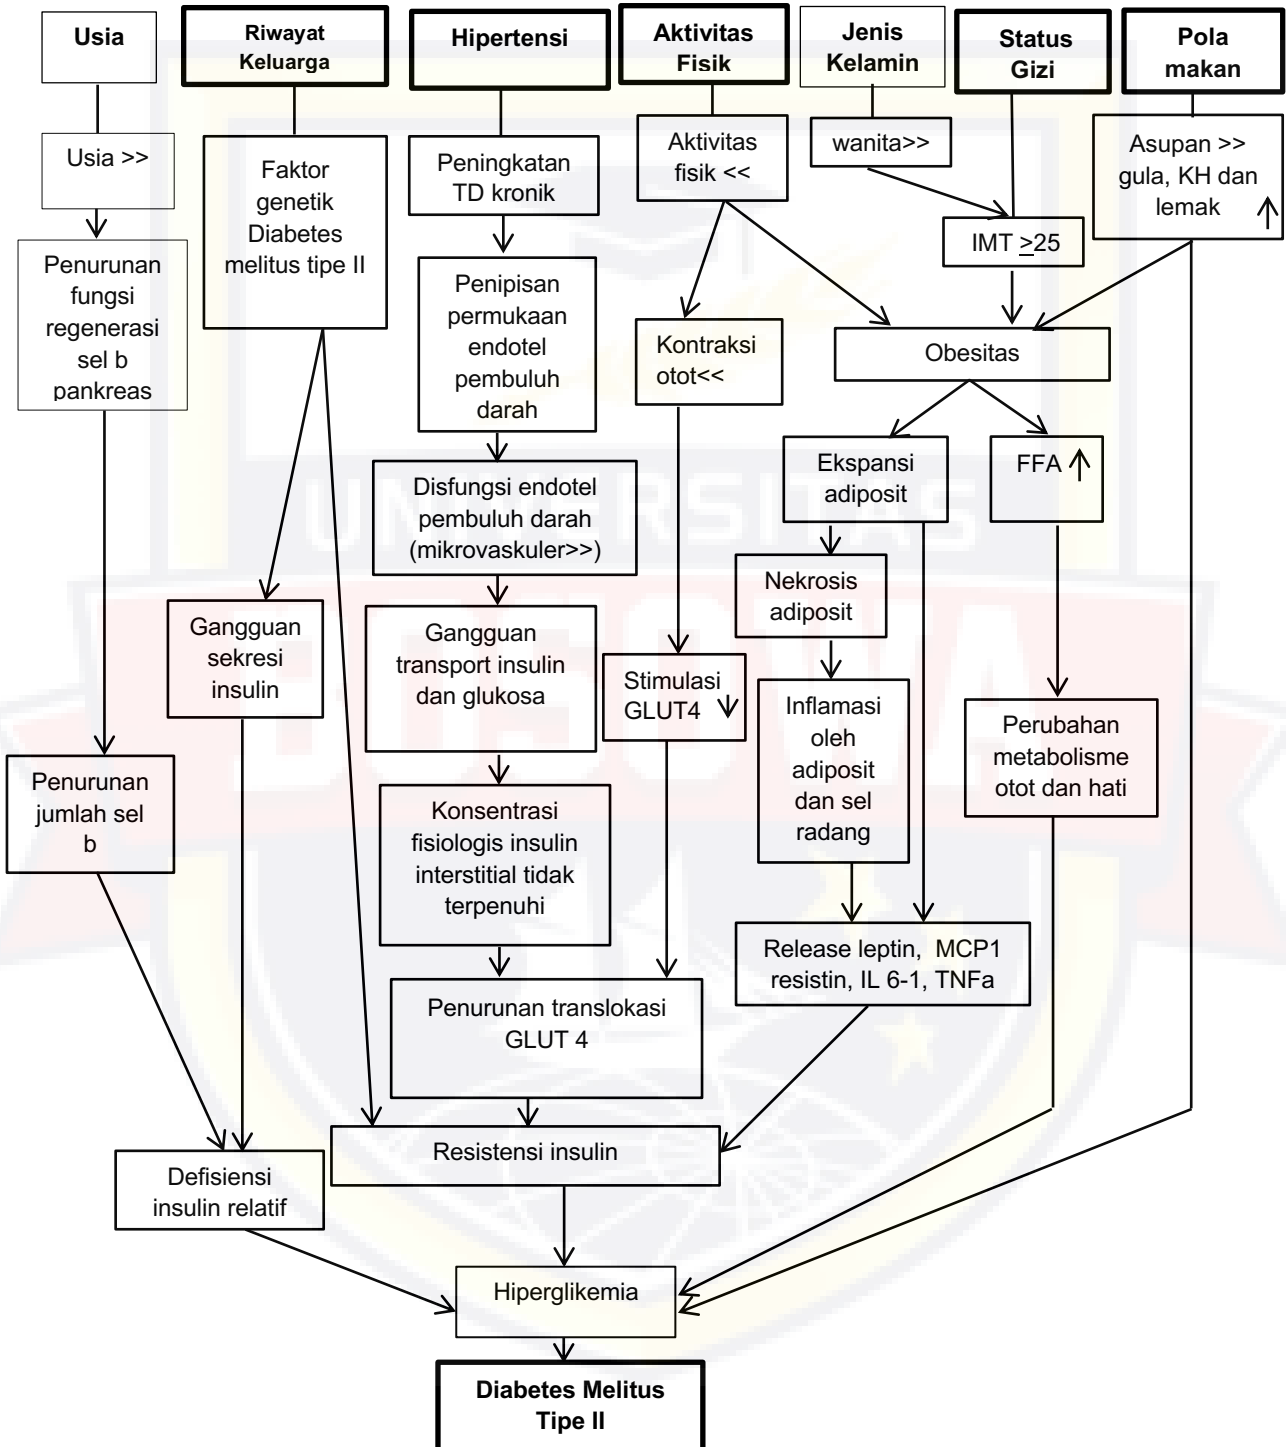 Usia
Riwayat
Keluarga
Hipertensi
Aktivitas
Fisik
Jenis
Kelamin
Status
Gizi
Pola
makan
Usia >>
Faktor
genetik
Diabetes
melitus tipe II
Peningkatan
TD kronik
Aktivitas
fisik <<
wanita>>
IMT >25
Asupan >>
gula, KH dan
lemak ↑
Penurunan
fungsi
regenerasi
sel b
pankreas
Penipisan
permukaan
endotel
pembuluh
darah
Kontraksi
otot<<
Obesitas
Disfungsi endotel
pembuluh darah
(mikrovaskuler>>)
Ekspansi
adiposit
FFA ↑
Nekrosis
adiposit
Gangguan
sekresi
insulin
Gangguan
transport insulin
dan glukosa
Stimulasi
GLUT4 ↓
Inflamasi
oleh
adiposit
dan sel
radang
Perubahan
metabolisme
otot dan hati
Penurunan
jumlah sel
b
Konsentrasi
fisiologis insulin
interstitial tidak
terpenuhi
Release leptin, MCP1
resistin, IL 6-1, TNFa
Penurunan translokasi
GLUT 4
Resistensi insulin
Defisiensi
insulin relatif
Hiperglikemia
Diabetes Melitus
Tipe II
UNIVERSITAS
BOSOWA